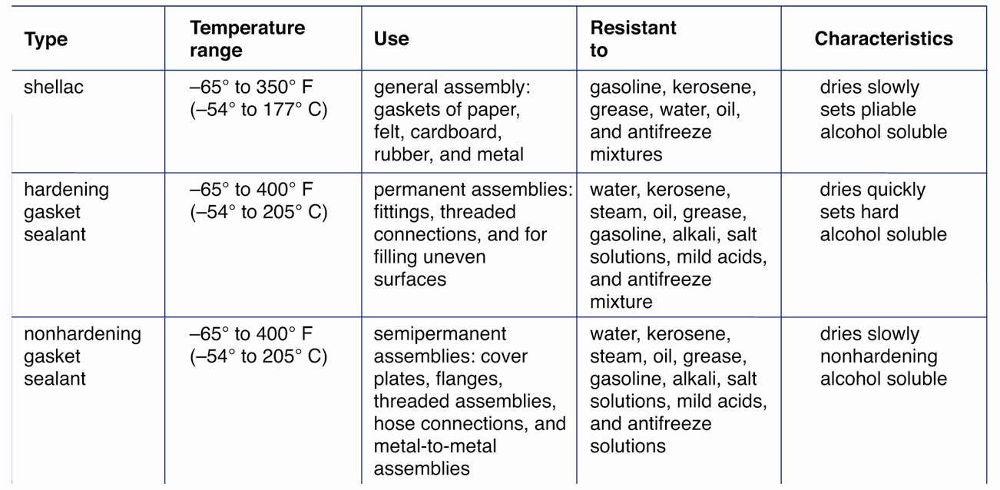 Type
Temperature
range
Use
Resistant
to
Characteristics
shellac
–65° to 350° F
(–54° to 177° C)
general assembly:
gaskets of paper,
felt, cardboard,
rubber, and metal
gasoline, kerosene,
grease, water, oil,
and antifreeze
mixtures
dries slowly
sets pliable
alcohol soluble
hardening
gasket
sealant
–65° to 400° F
(–54° to 205° C)
permanent assemblies:
fittings, threaded
connections, and for
filling uneven
surfaces
water, kerosene,
steam, oil, grease,
gasoline, alkali, salt
solutions, mild acids,
and antifreeze
mixture
dries quickly
sets hard
alcohol soluble
nonhardening
gasket
sealant
–65° to 400° F
(–54° to 205° C)
semipermanent
assemblies: cover
plates, flanges,
threaded assemblies,
hose connections, and
metal-to-metal
assemblies
water, kerosene,
steam, oil, grease,
gasoline, alkali, salt
solutions, mild acids,
and antifreeze
solutions
dries slowly
nonhardening
alcohol soluble